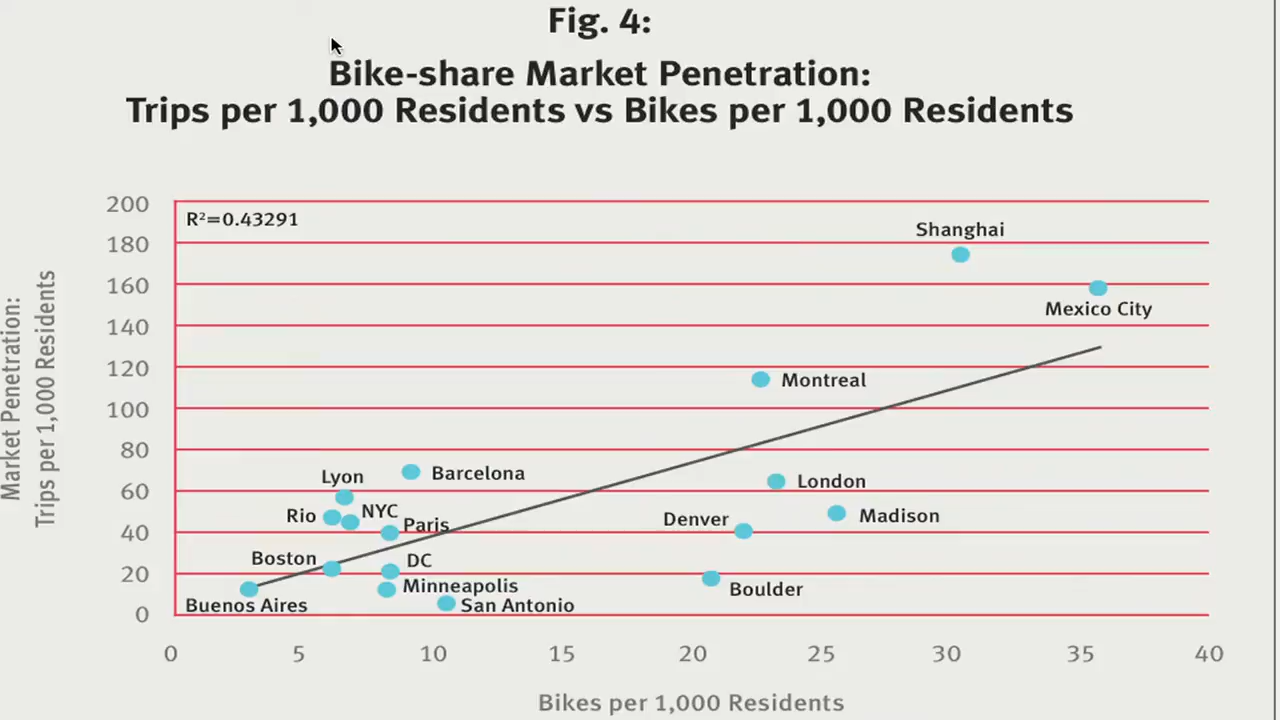 Fig. 4:
Bike-share Market Penetration:
Trips per 1,000 Residents vs Bikes per 1,000 Residents
Market Penetration:
Trips per 1,000 Residents
200
180
160
140
120
100
80
60
40
20
0
R²=0.43291
Shanghai
Mexico City
Montreal
Barcelona
Lyon
London
Rio
NYC
Paris
Denver
Madison
Boston
DC
Minneapolis
Boulder
Buenos Aires
San Antonio
0 5 10 15 20 25 30 35 40
Bikes per 1,000 Residents